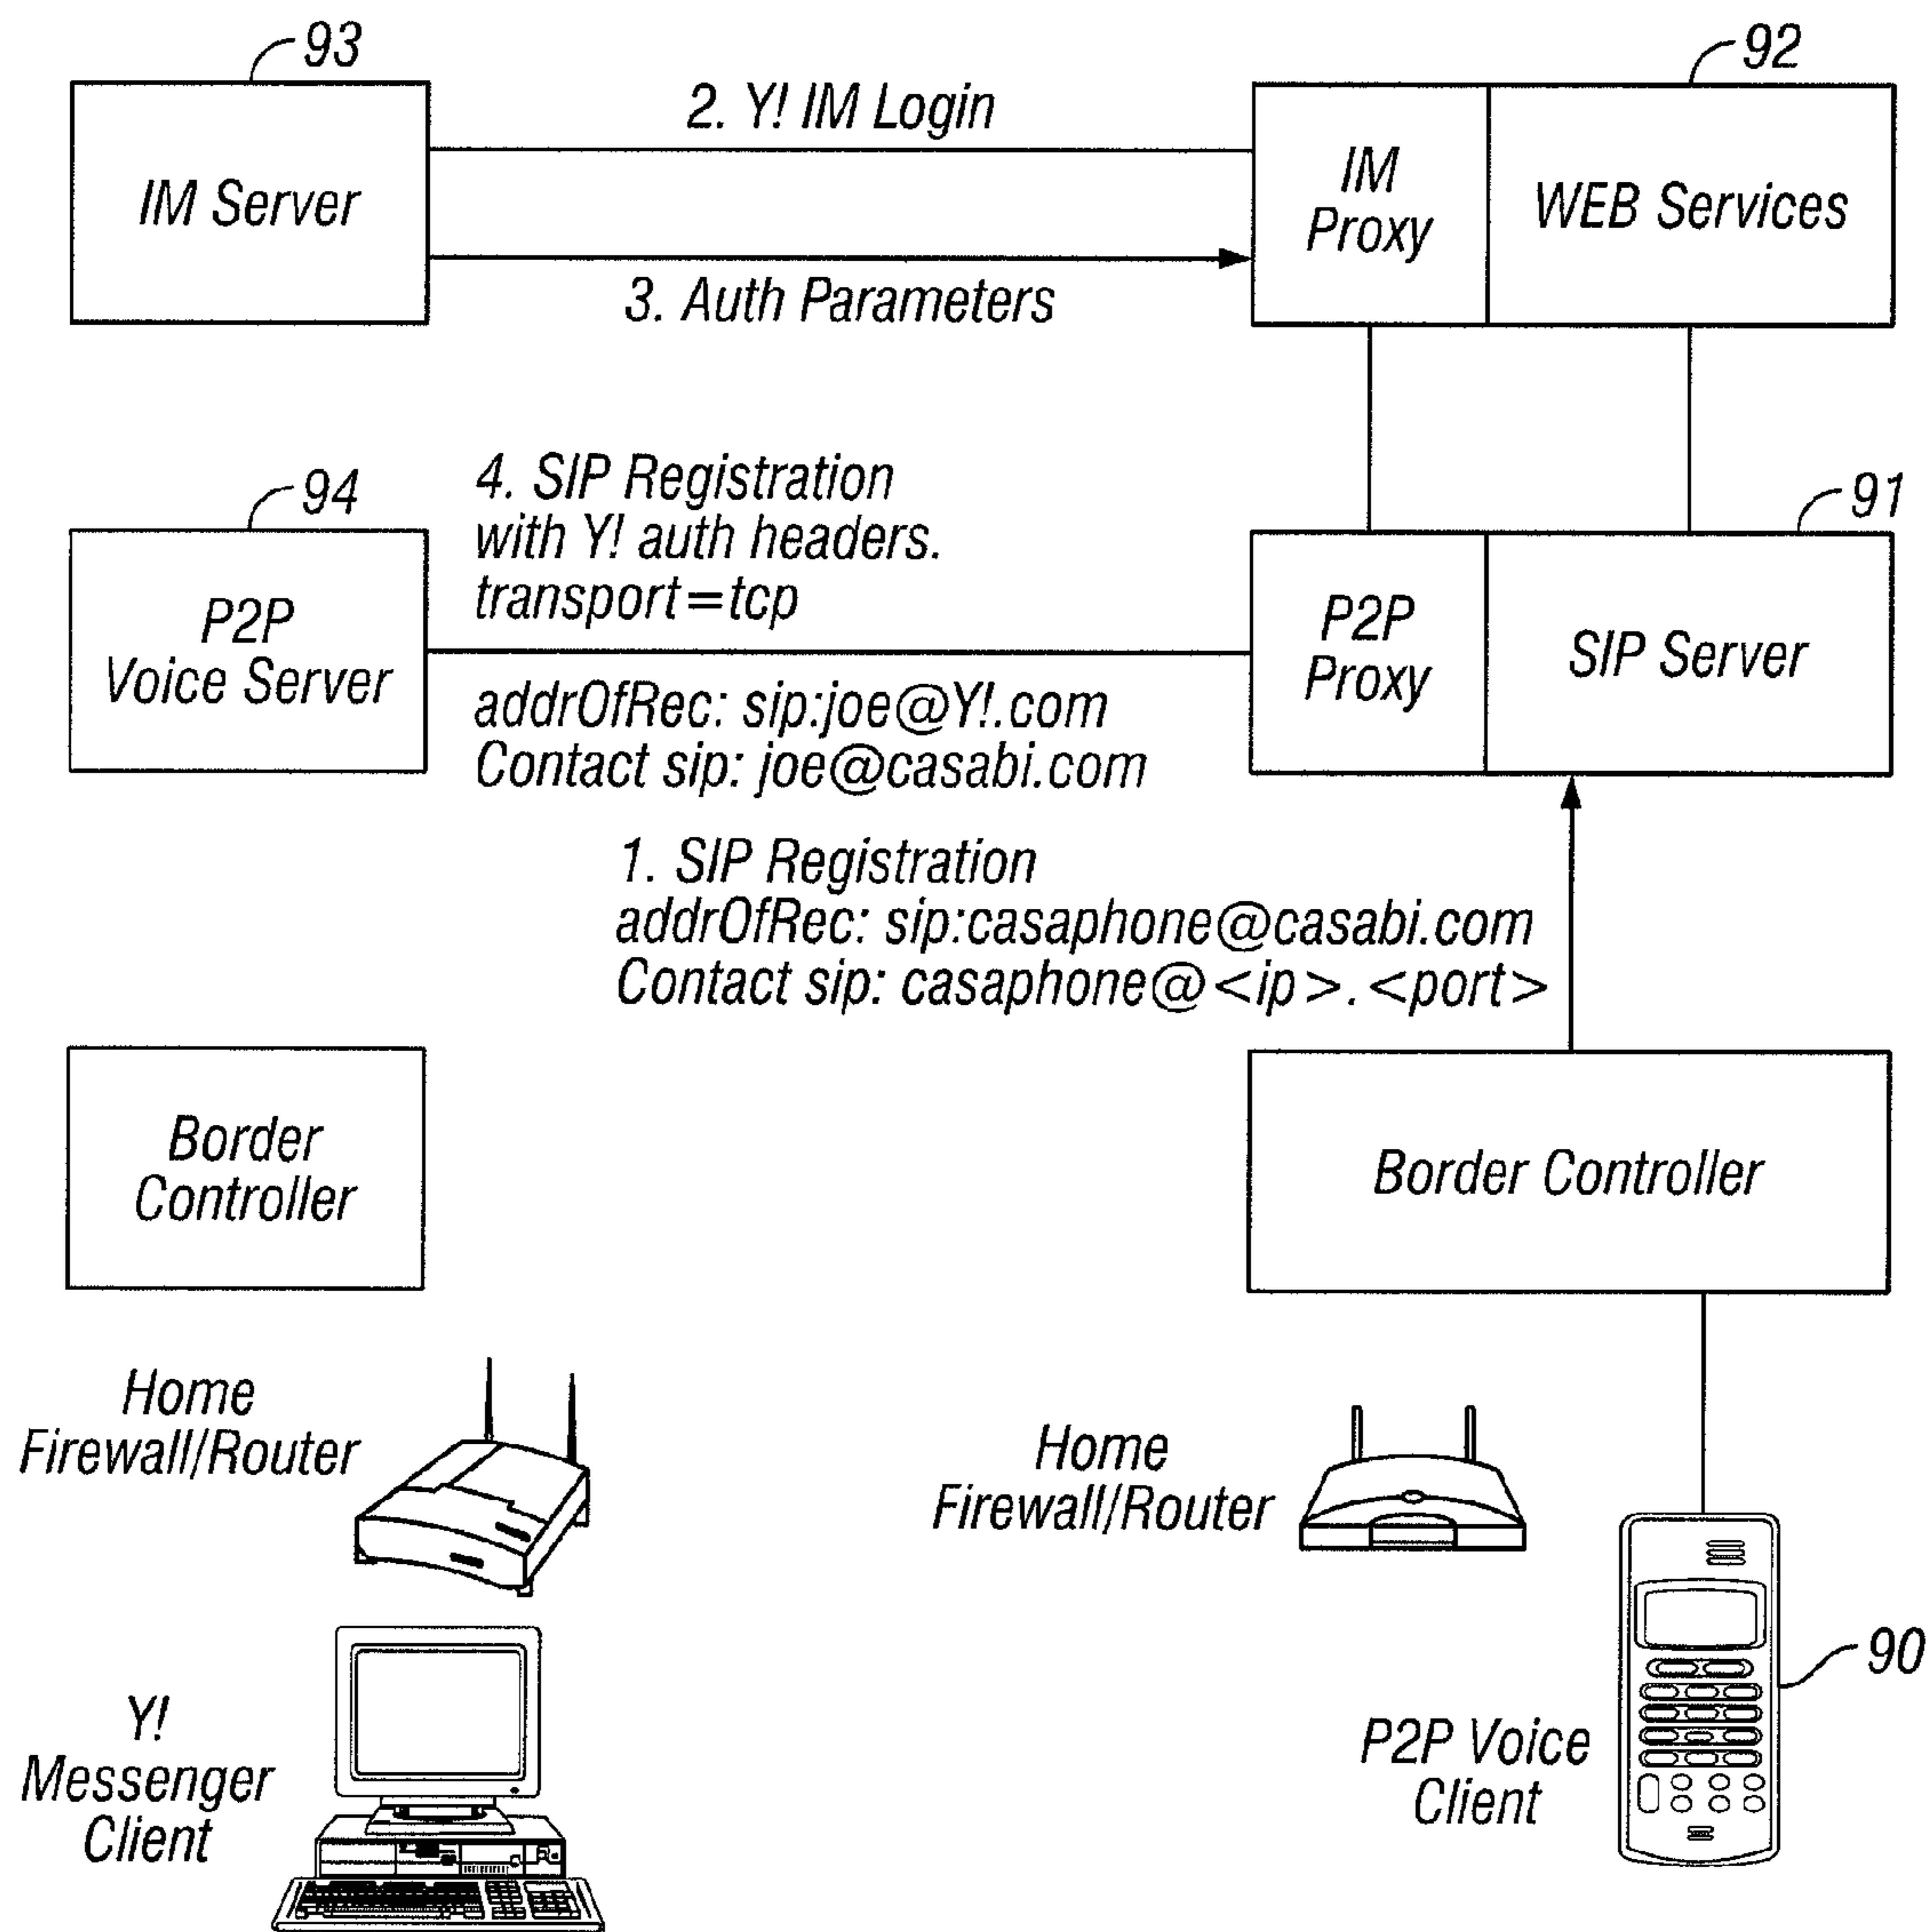 93
92
2. Y! IM Login
IM Server
IM
Proxy
WEB Services
3. Auth Parameters
94
4. SIP Registration
with Y! auth headers.
transport=tcp
91
P2P
Voice Server
P2P
Proxy
SIP Server
addrOfRec: sip:joe@Y!.com
Contact sip: joe@casabi.com
1. SIP Registration
addrOfRec: sip:casaphone@casabi.com
Contact sip: casaphone@<ip>.<port>
Border
Controller
Border Controller
Home
Firewall/Router
Home
Firewall/Router
90
Y!
Messenger
Client
P2P Voice
Client